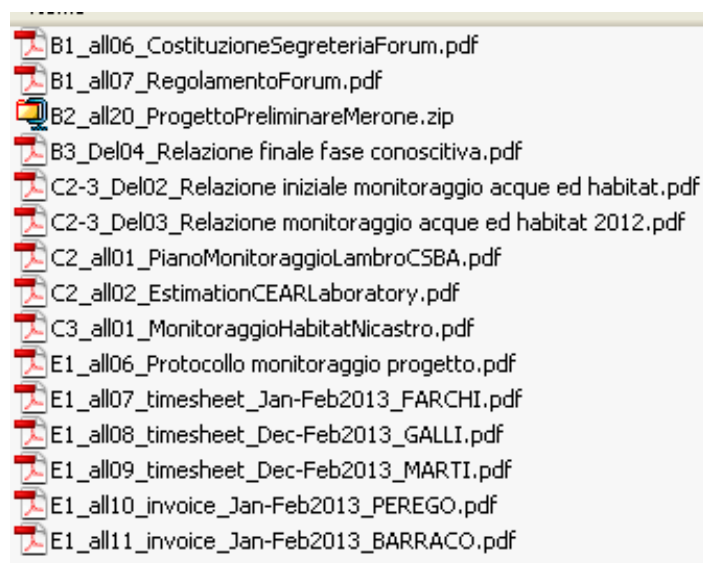 B1_all06_CostituzioneSegreteriaForum.pdf
B1_all07_RegolamentoForum.pdf
B2_all20_ProgettoPreliminareMerone.zip
B3_Del04_Relazione finale fase conoscitiva.pdf
C2-3_Del02_Relazione iniziale monitoraggio acque ed habitat.pdf
C2-3_Del03_Relazione monitoraggio acque ed habitat 2012.pdf
C2_all01_PianoMonitoraggioLambroCSBA.pdf
C2_all02_EstimationCEARLaboratory.pdf
C3_all01_MonitoraggioHabitatNicastro.pdf
E1_all06_Protocollo monitoraggio progetto.pdf
E1_all07_timesheet_Jan-Feb2013_FARCHI.pdf
E1_all08_timesheet_Dec-Feb2013_GALLI.pdf
E1_all09_timesheet_Dec-Feb2013_MARTI.pdf
E1_all10_invoice_Jan-Feb2013_PEREGO.pdf
E1_all11_invoice_Jan-Feb2013_BARRACO.pdf